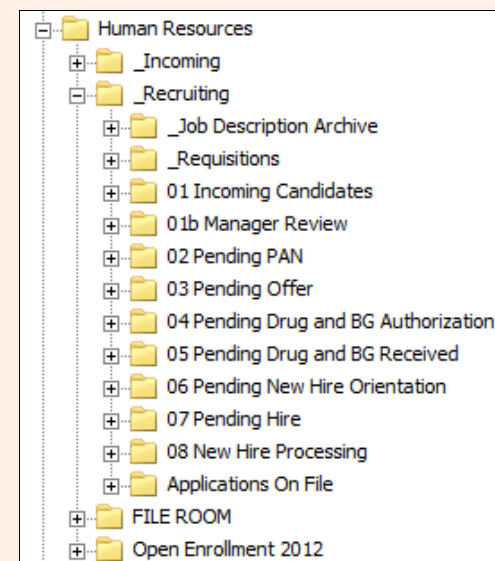 Human Resources
_Incoming
_Recruiting
_Job Description Archive
_Requisitions
01 Incoming Candidates
01b Manager Review
02 Pending PAN
03 Pending Offer
04 Pending Drug and BG Authorization
05 Pending Drug and BG Received
06 Pending New Hire Orientation
07 Pending Hire
08 New Hire Processing
Applications On File
FILE ROOM
Open Enrollment 2012